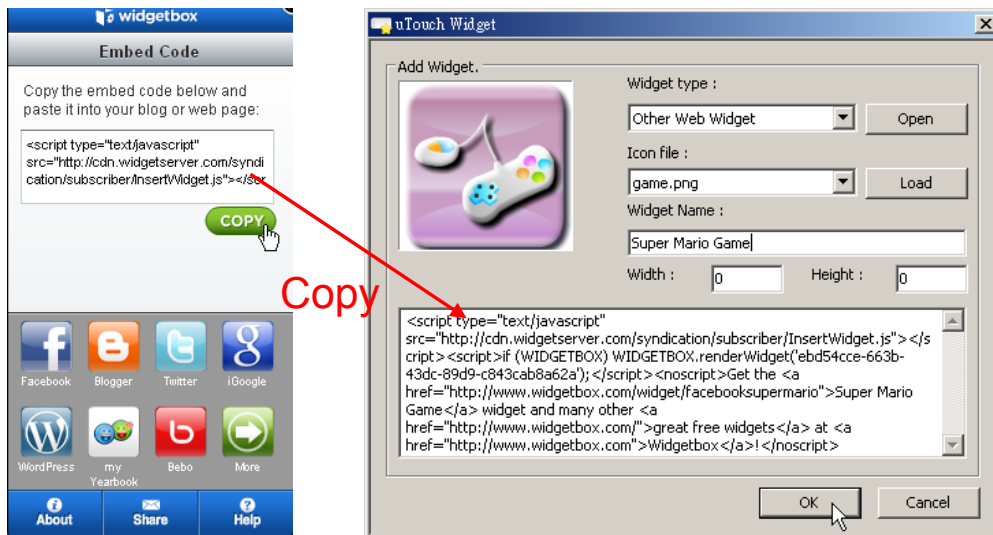 widgetbox
Embed Code
Copy the embed code below and
paste it into your blog or web page:
<script type="text/javascript"
src="http://cdn.widgetserver.com/syndi
cation/subscriber/InsertWidget.js"></scr
COPY
Facebook
Blogger
Twitter
iGoogle
WordPress
my
Yearbook
Bebo
More
About
Share
Help
Copy
uTouch Widget
Add Widget.
Widget type :
Other Web Widget
Open
Icon file :
game.png
Load
Widget Name :
Super Mario Game
Width :
0
Height :
0
<script type="text/javascript"
src="http://cdn.widgetserver.com/syndication/subscriber/InsertWidget.js"></s
cript><script>if (WIDGETBOX) WIDGETBOX.renderWidget('ebd54cce-663b-
43dc-89d9-c843cab8a62a');</script><noscript>Get the <a
href="http://www.widgetbox.com/widget/facebooksupermario">Super Mario
Game</a> widget and many other <a
href="http://www.widgetbox.com/">great free widgets</a> at <a
href="http://www.widgetbox.com">Widgetbox</a>!</noscript>
OK
Cancel